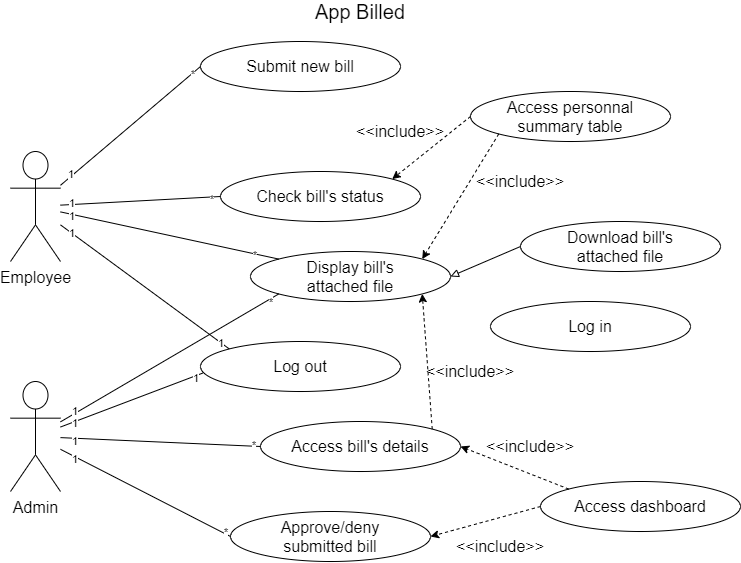 App Billed
Submit new bill
*
Access personnal
summary table
<<include>>
1
<<include>>
1
*
Check bill's status
1
1
Employee
*
Display bill's
attached file
Download bill's
attached file
*
Log in
1
Log out
1
<<include>>
1
1
1
*
Access bill's details
<<include>>
1
Admin
*
Approve/deny
submitted bill
Access dashboard
<<include>>